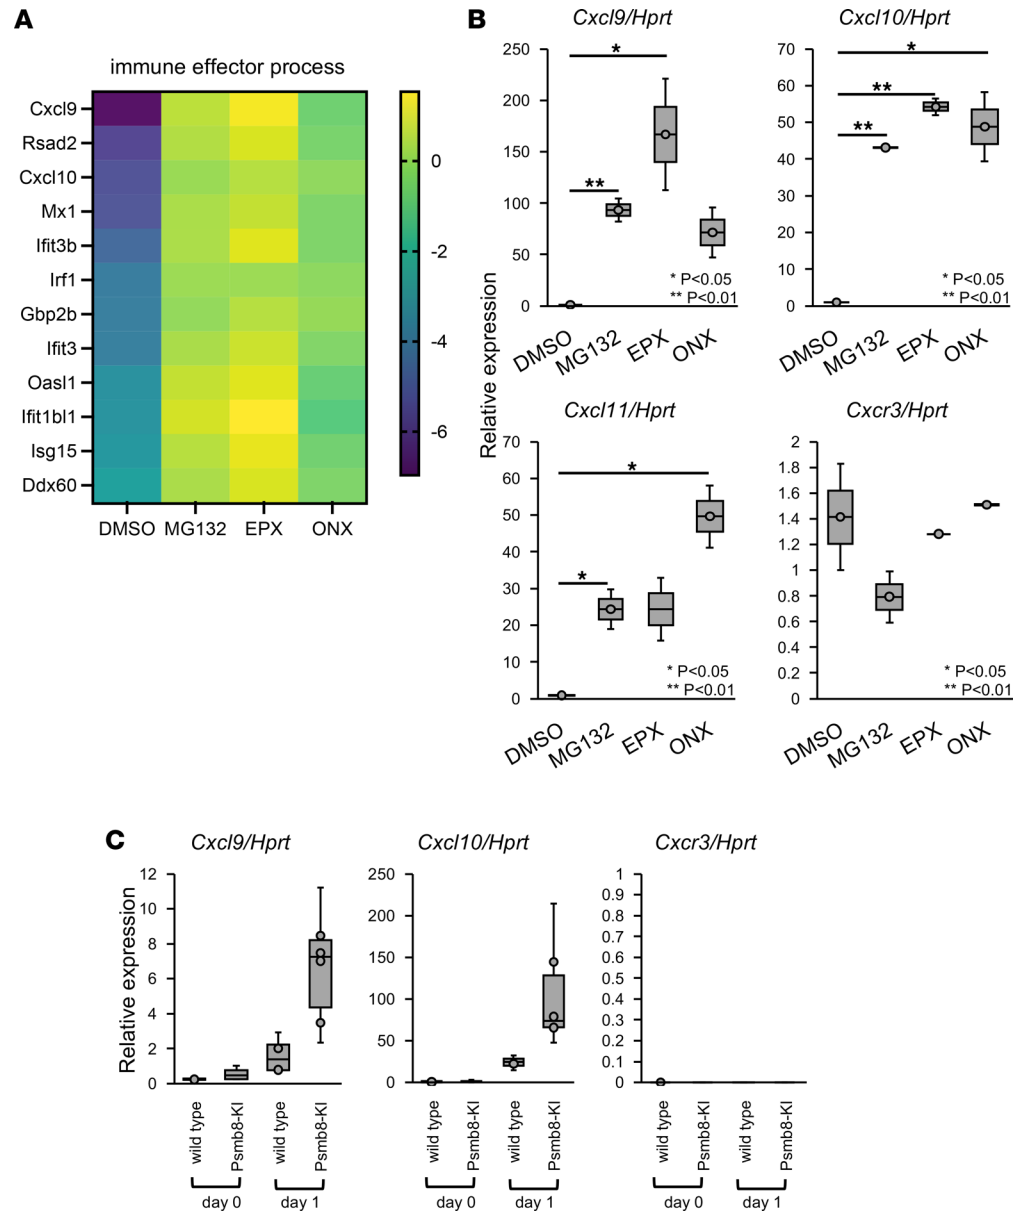 A
immune effector process
Cxcl9
Rsad2
Cxcl10
Mx1
Ifit3b
Irf1
Gbp2b
Ifit3
Oasl1
Ifit1bl1
Isg15
Ddx60
DMSO MG132 EPX ONX
0
-2
-4
-6
B
Relative expression
Cxcl9/Hprt
250
200
150
100
50
0
*
**
* P<0.05
** P<0.01
DMSO MG132 EPX ONX
Cxcl10/Hprt
70
60
50
40
30
20
10
0
*
**
**
* P<0.05
** P<0.01
DMSO MG132 EPX ONX
Cxcl11/Hprt
70
60
50
40
30
20
10
0
*
*
* P<0.05
** P<0.01
DMSO MG132 EPX ONX
Cxcr3/Hprt
2
1.8
1.6
1.4
1.2
1
0.8
0.6
0.4
0.2
0
* P<0.05
** P<0.01
DMSO MG132 EPX ONX
C
Relative expression
Cxcl9/Hprt
12
10
8
6
4
2
0
wild type
Psmb8-KI
wild type
Psmb8-KI
day 0 day 1
Cxcl10/Hprt
250
200
150
100
50
0
wild type
Psmb8-KI
wild type
Psmb8-KI
day 0 day 1
Cxcr3/Hprt
1
0.9
0.8
0.7
0.6
0.5
0.4
0.3
0.2
0.1
0
wild type
Psmb8-KI
wild type
Psmb8-KI
day 0 day 1